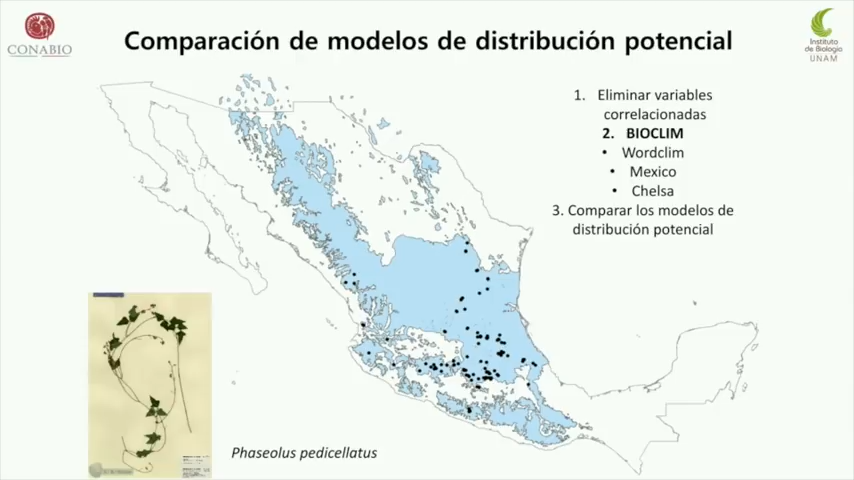 CONABIO
Comparación de modelos de distribución potencial
Instituto
de Biología
UNAM
1. Eliminar variables
correlacionadas
2. BIOCLIM
• Wordclim
• Mexico
• Chelsa
3. Comparar los modelos de
distribución potencial
Phaseolus pedicellatus